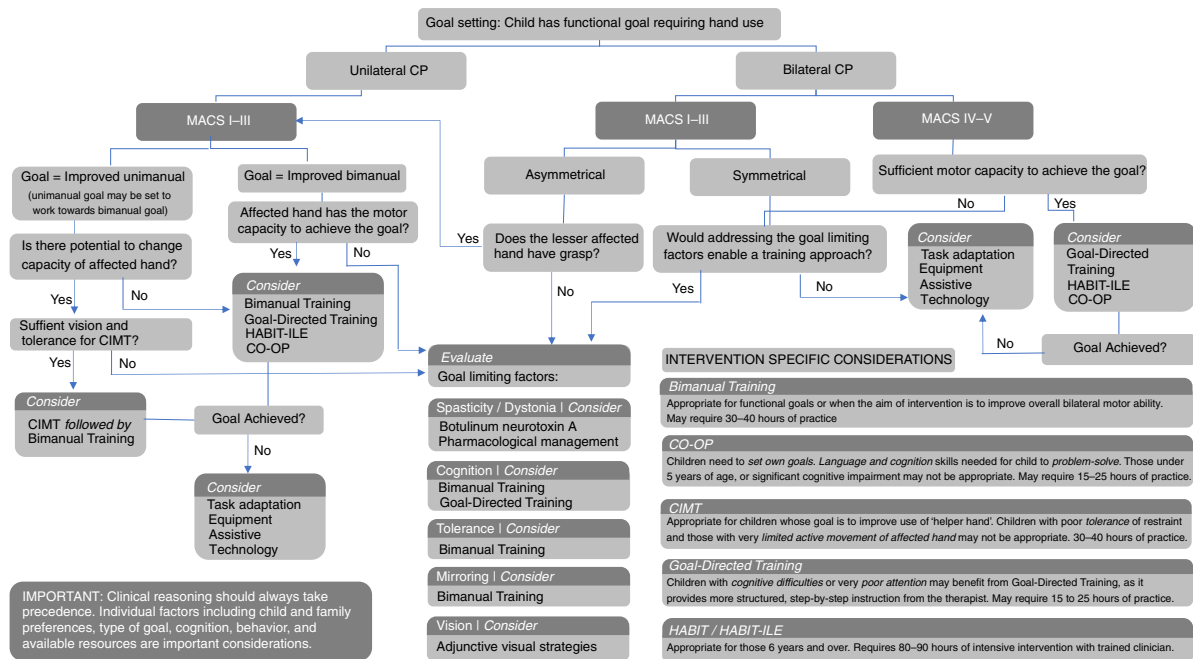 Goal setting: Child has functional goal requiring hand use
Unilateral CP
Bilateral CP
MACS I–III
MACS I–III
MACS IV–V
Goal = Improved unimanual
(unimanual goal may be set to
work towards bimanual goal)
Goal = Improved bimanual
Asymmetrical
Symmetrical
Sufficient motor capacity to achieve the goal?
No
Yes
Affected hand has the motor
capacity to achieve the goal?
Is there potential to change
capacity of affected hand?
Yes
No
Yes
Does the lesser affected
hand have grasp?
Would addressing the goal limiting
factors enable a training approach?
Consider
Task adaptation
Equipment
Assistive
Technology
Consider
Goal-Directed
Training
HABIT-ILE
CO-OP
Yes
No
Consider
Bimanual Training
Goal-Directed Training
HABIT-ILE
CO-OP
No
Yes
No
Suffient vision and
tolerance for CIMT?
Yes
No
Evaluate
Goal limiting factors:
No
Goal Achieved?
Consider
CIMT followed by
Bimanual Training
Goal Achieved?
No
Consider
Task adaptation
Equipment
Assistive
Technology
Spasticity / Dystonia | Consider
Botulinum neurotoxin A
Pharmacological management
Cognition | Consider
Bimanual Training
Goal-Directed Training
Tolerance | Consider
Bimanual Training
Mirroring | Consider
Bimanual Training
Vision | Consider
Adjunctive visual strategies
INTERVENTION SPECIFIC CONSIDERATIONS
Bimanual Training
Appropriate for functional goals or when the aim of intervention is to improve overall bilateral motor ability.
May require 30–40 hours of practice
CO-OP
Children need to set own goals. Language and cognition skills needed for child to problem-solve. Those under
5 years of age, or significant cognitive impairment may not be appropriate. May require 15–25 hours of practice.
CIMT
Appropriate for children whose goal is to improve use of ‘helper hand’. Children with poor tolerance of restraint
and those with very limited active movement of affected hand may not be appropriate. 30–40 hours of practice.
Goal-Directed Training
Children with cognitive difficulties or very poor attention may benefit from Goal-Directed Training, as it
provides more structured, step-by-step instruction from the therapist. May require 15 to 25 hours of practice.
HABIT / HABIT-ILE
Appropriate for those 6 years and over. Requires 80–90 hours of intensive intervention with trained clinician.
IMPORTANT: Clinical reasoning should always take
precedence. Individual factors including child and family
preferences, type of goal, cognition, behavior, and
available resources are important considerations.